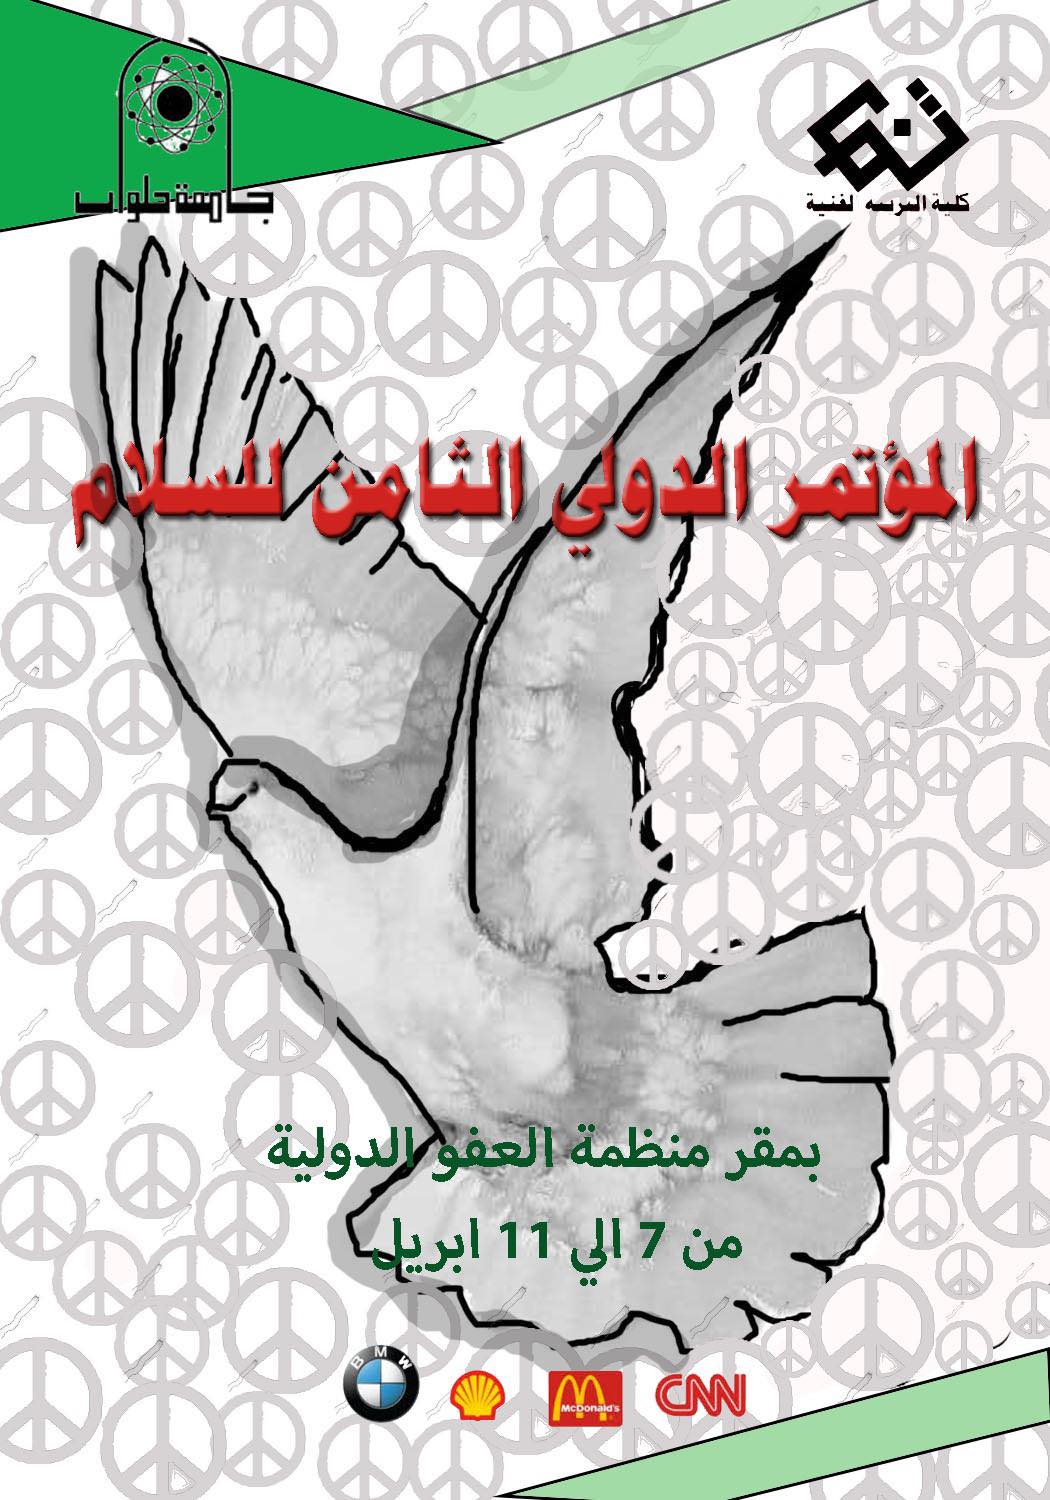 جامعة حلوان
كلية التربيه الفنية
المؤتمر الدولي الثامن للسلام
بمقر منظمة العفو الدولية
من 7 الي 11 ابريل
BMW
McDonald's
CNN